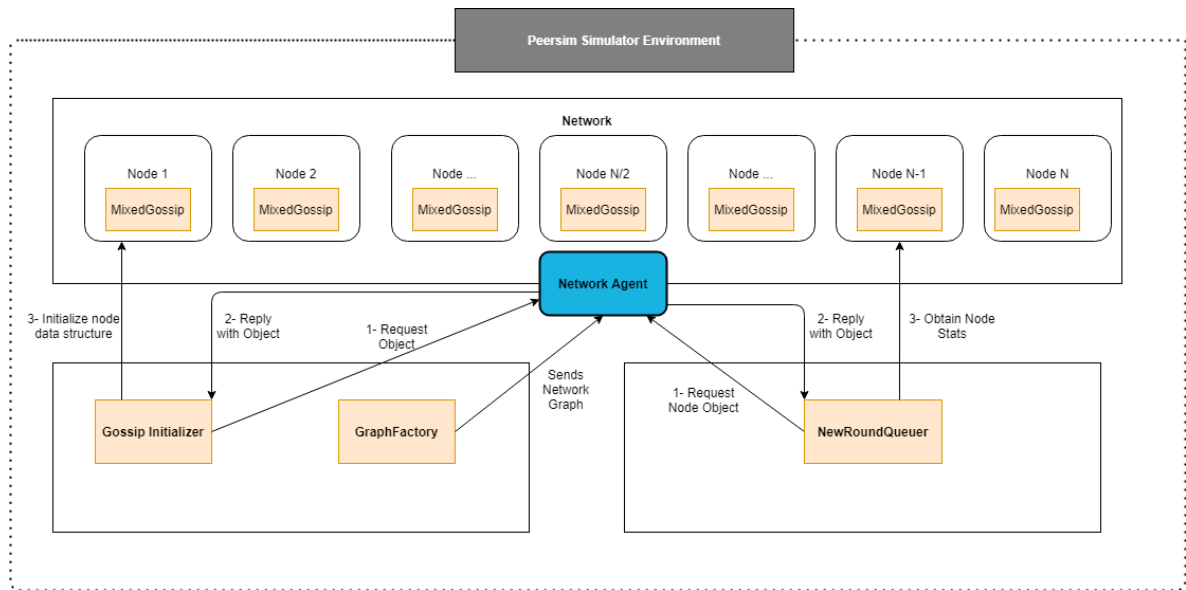 Peersim Simulator Environment
Network
Node 1
MixedGossip
Node 2
MixedGossip
Node ...
MixedGossip
Node N/2
MixedGossip
Node ...
MixedGossip
Node N-1
MixedGossip
Node N
MixedGossip
Network Agent
3- Initialize node
data structure
2- Reply
with Object
1- Request
Object
Sends
Network
Graph
1- Request
Node Object
2- Reply
with Object
3- Obtain Node
Stats
Gossip Initializer
GraphFactory
NewRoundQueuer